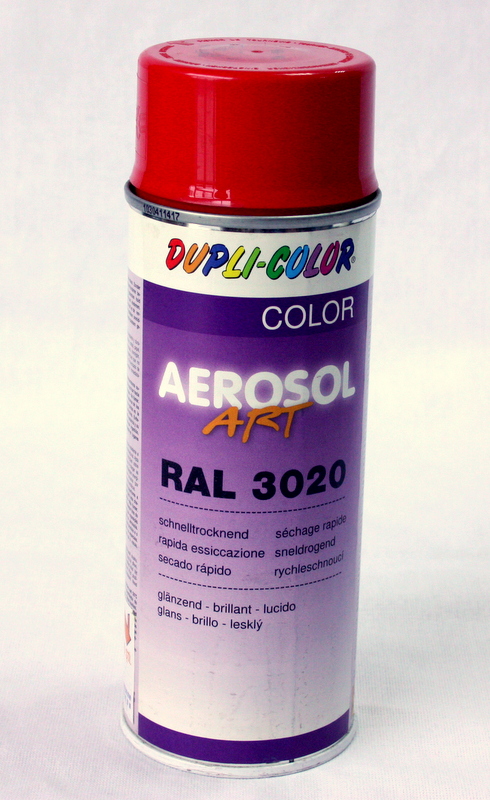 1020411417
DUPLI-COLOR®
COLOR
AEROSOL
ART
RAL 3020
schnelltrocknend séchage rapide
rapida essiccazione sneldrogend
secado rápido rychleschnoucí
glänzend - brillant - lucido
glans - brillo - lesklý